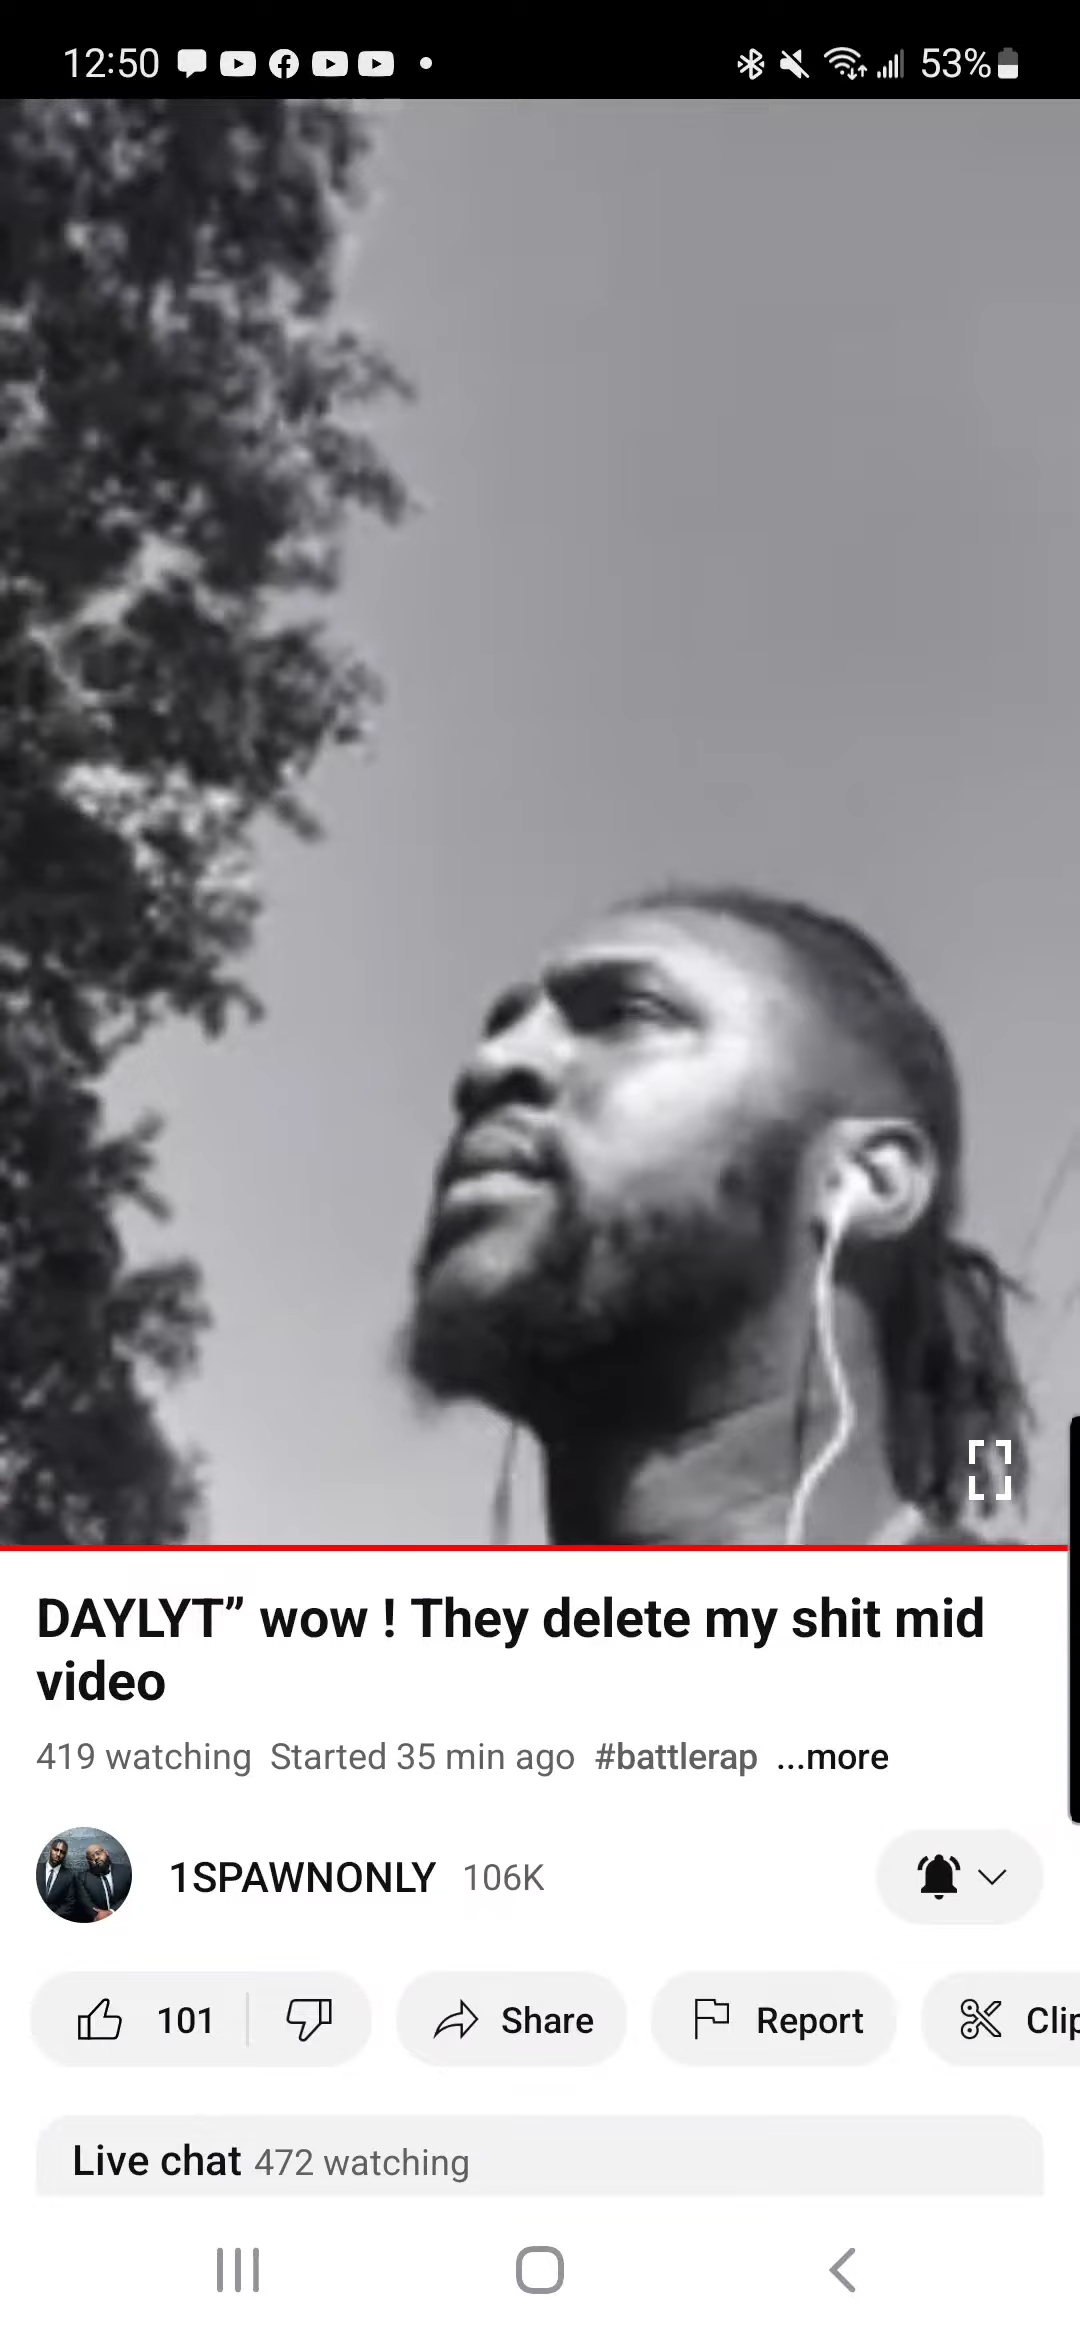 12:50 53%
DAYLYT” wow ! They delete my shit mid
video
419 watching Started 35 min ago #battlerap ...more
1SPAWNONLY 106K
101 Share Report Clip
Live chat 472 watching